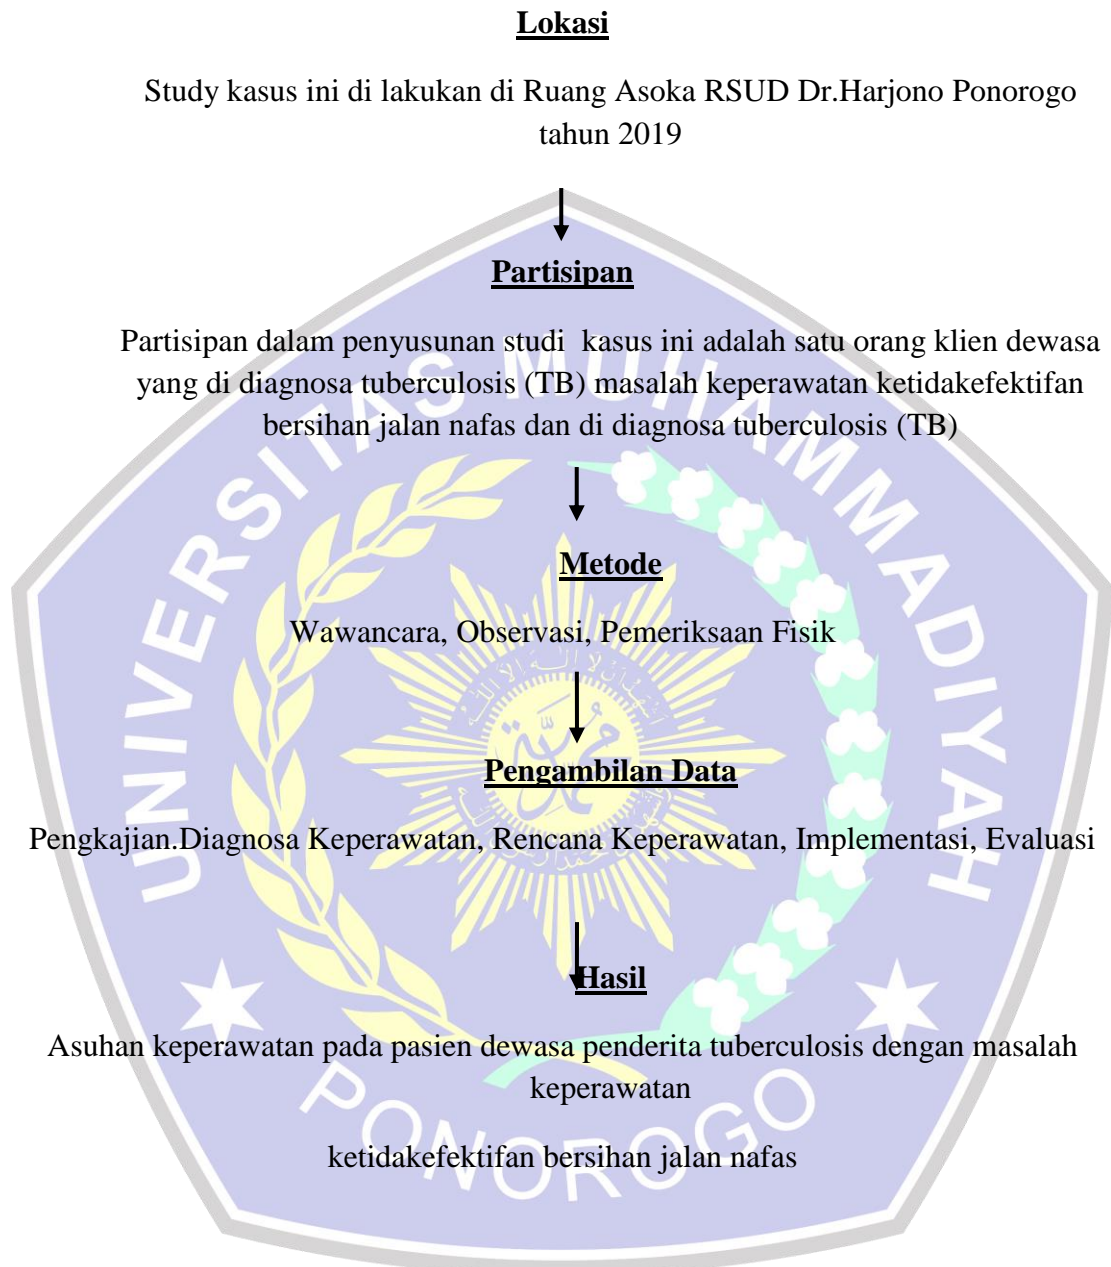 Lokasi
Study kasus ini di lakukan di Ruang Asoka RSUD Dr.Harjono Ponorogo
tahun 2019
Partisipan
Partisipan dalam penyusunan studi  kasus ini adalah satu orang klien dewasa
yang di diagnosa tuberculosis (TB) masalah keperawatan ketidakefektifan
bersihan jalan nafas dan di diagnosa tuberculosis (TB)
Metode
Wawancara, Observasi, Pemeriksaan Fisik
Pengambilan Data
Pengkajian.Diagnosa Keperawatan, Rencana Keperawatan, Implementasi, Evaluasi
Hasil
Asuhan keperawatan pada pasien dewasa penderita tuberculosis dengan masalah
keperawatan
ketidakefektifan bersihan jalan nafas
UNIVERSITAS MUHAMMADIYAH
PONOROGO